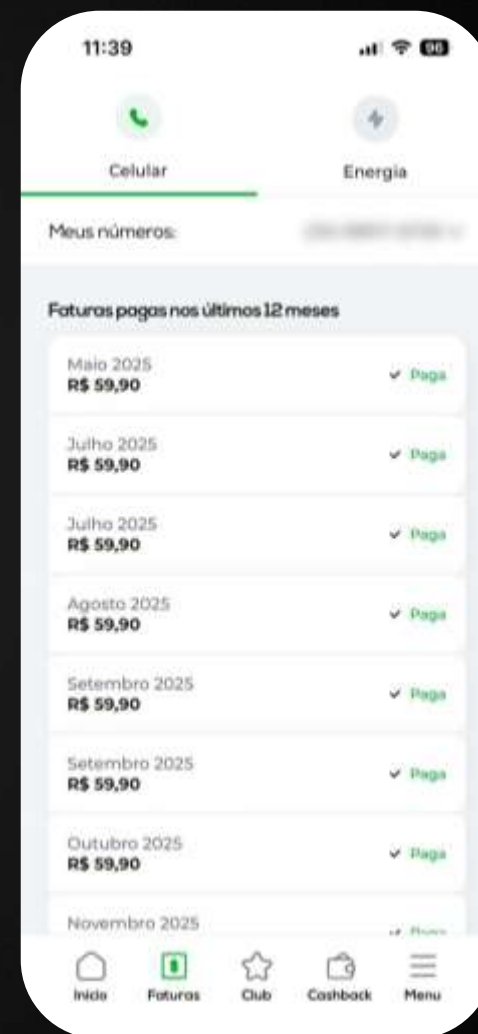 11:39
96
Celular
Energia
Meus números:
Faturas pagas nos últimos 12 meses
Maio 2025
R$ 59,90
Paga
Julho 2025
R$ 59,90
Paga
Julho 2025
R$ 59,90
Paga
Agosto 2025
R$ 59,90
Paga
Setembro 2025
R$ 59,90
Paga
Setembro 2025
R$ 59,90
Paga
Outubro 2025
R$ 59,90
Paga
Novembro 2025
Início
Faturas
Club
Cashback
Menu